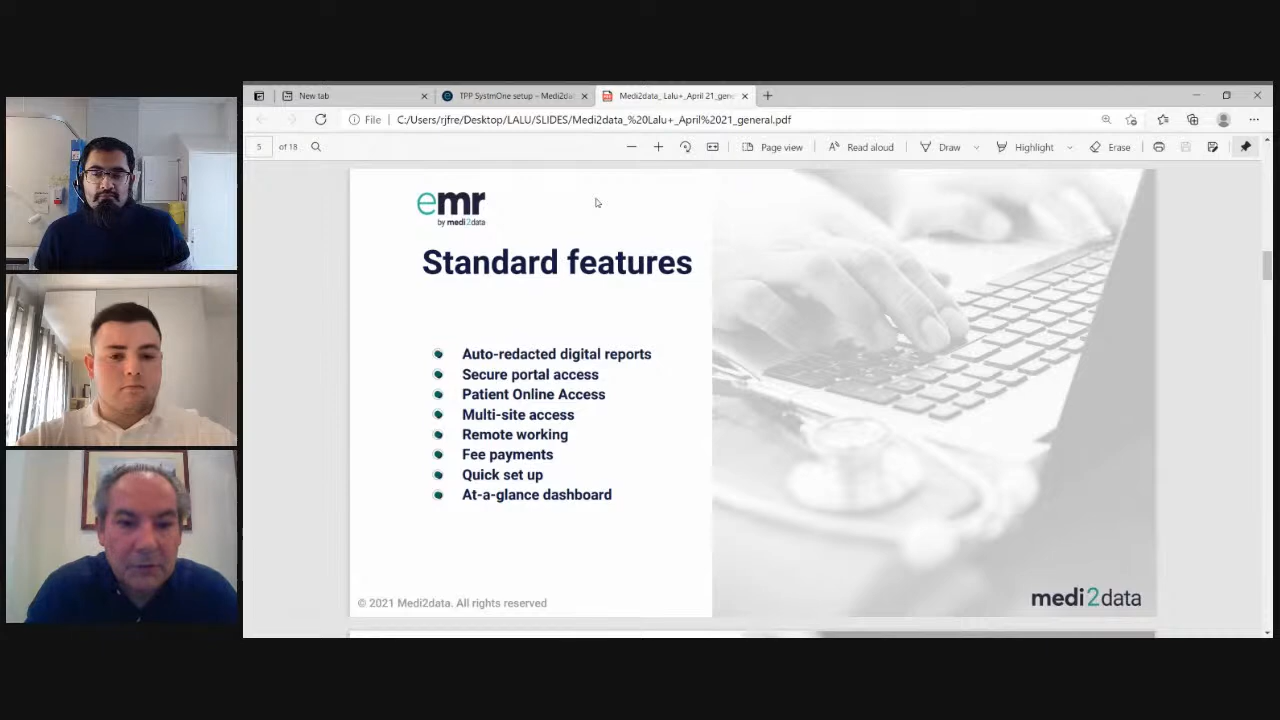 New tab
TPP SystmOne setup – Medi2da
Medi2data_ Lalu+_April 21_gene
File
C:/Users/rjfre/Desktop/LALU/SLIDES/Medi2data_%20Lalu+_April%2021_general.pdf
5 of 18
Page view
Read aloud
Draw
Highlight
Erase
emr
by medi2data
Standard features
Auto-redacted digital reports
Secure portal access
Patient Online Access
Multi-site access
Remote working
Fee payments
Quick set up
At-a-glance dashboard
© 2021 Medi2data. All rights reserved
medi2data